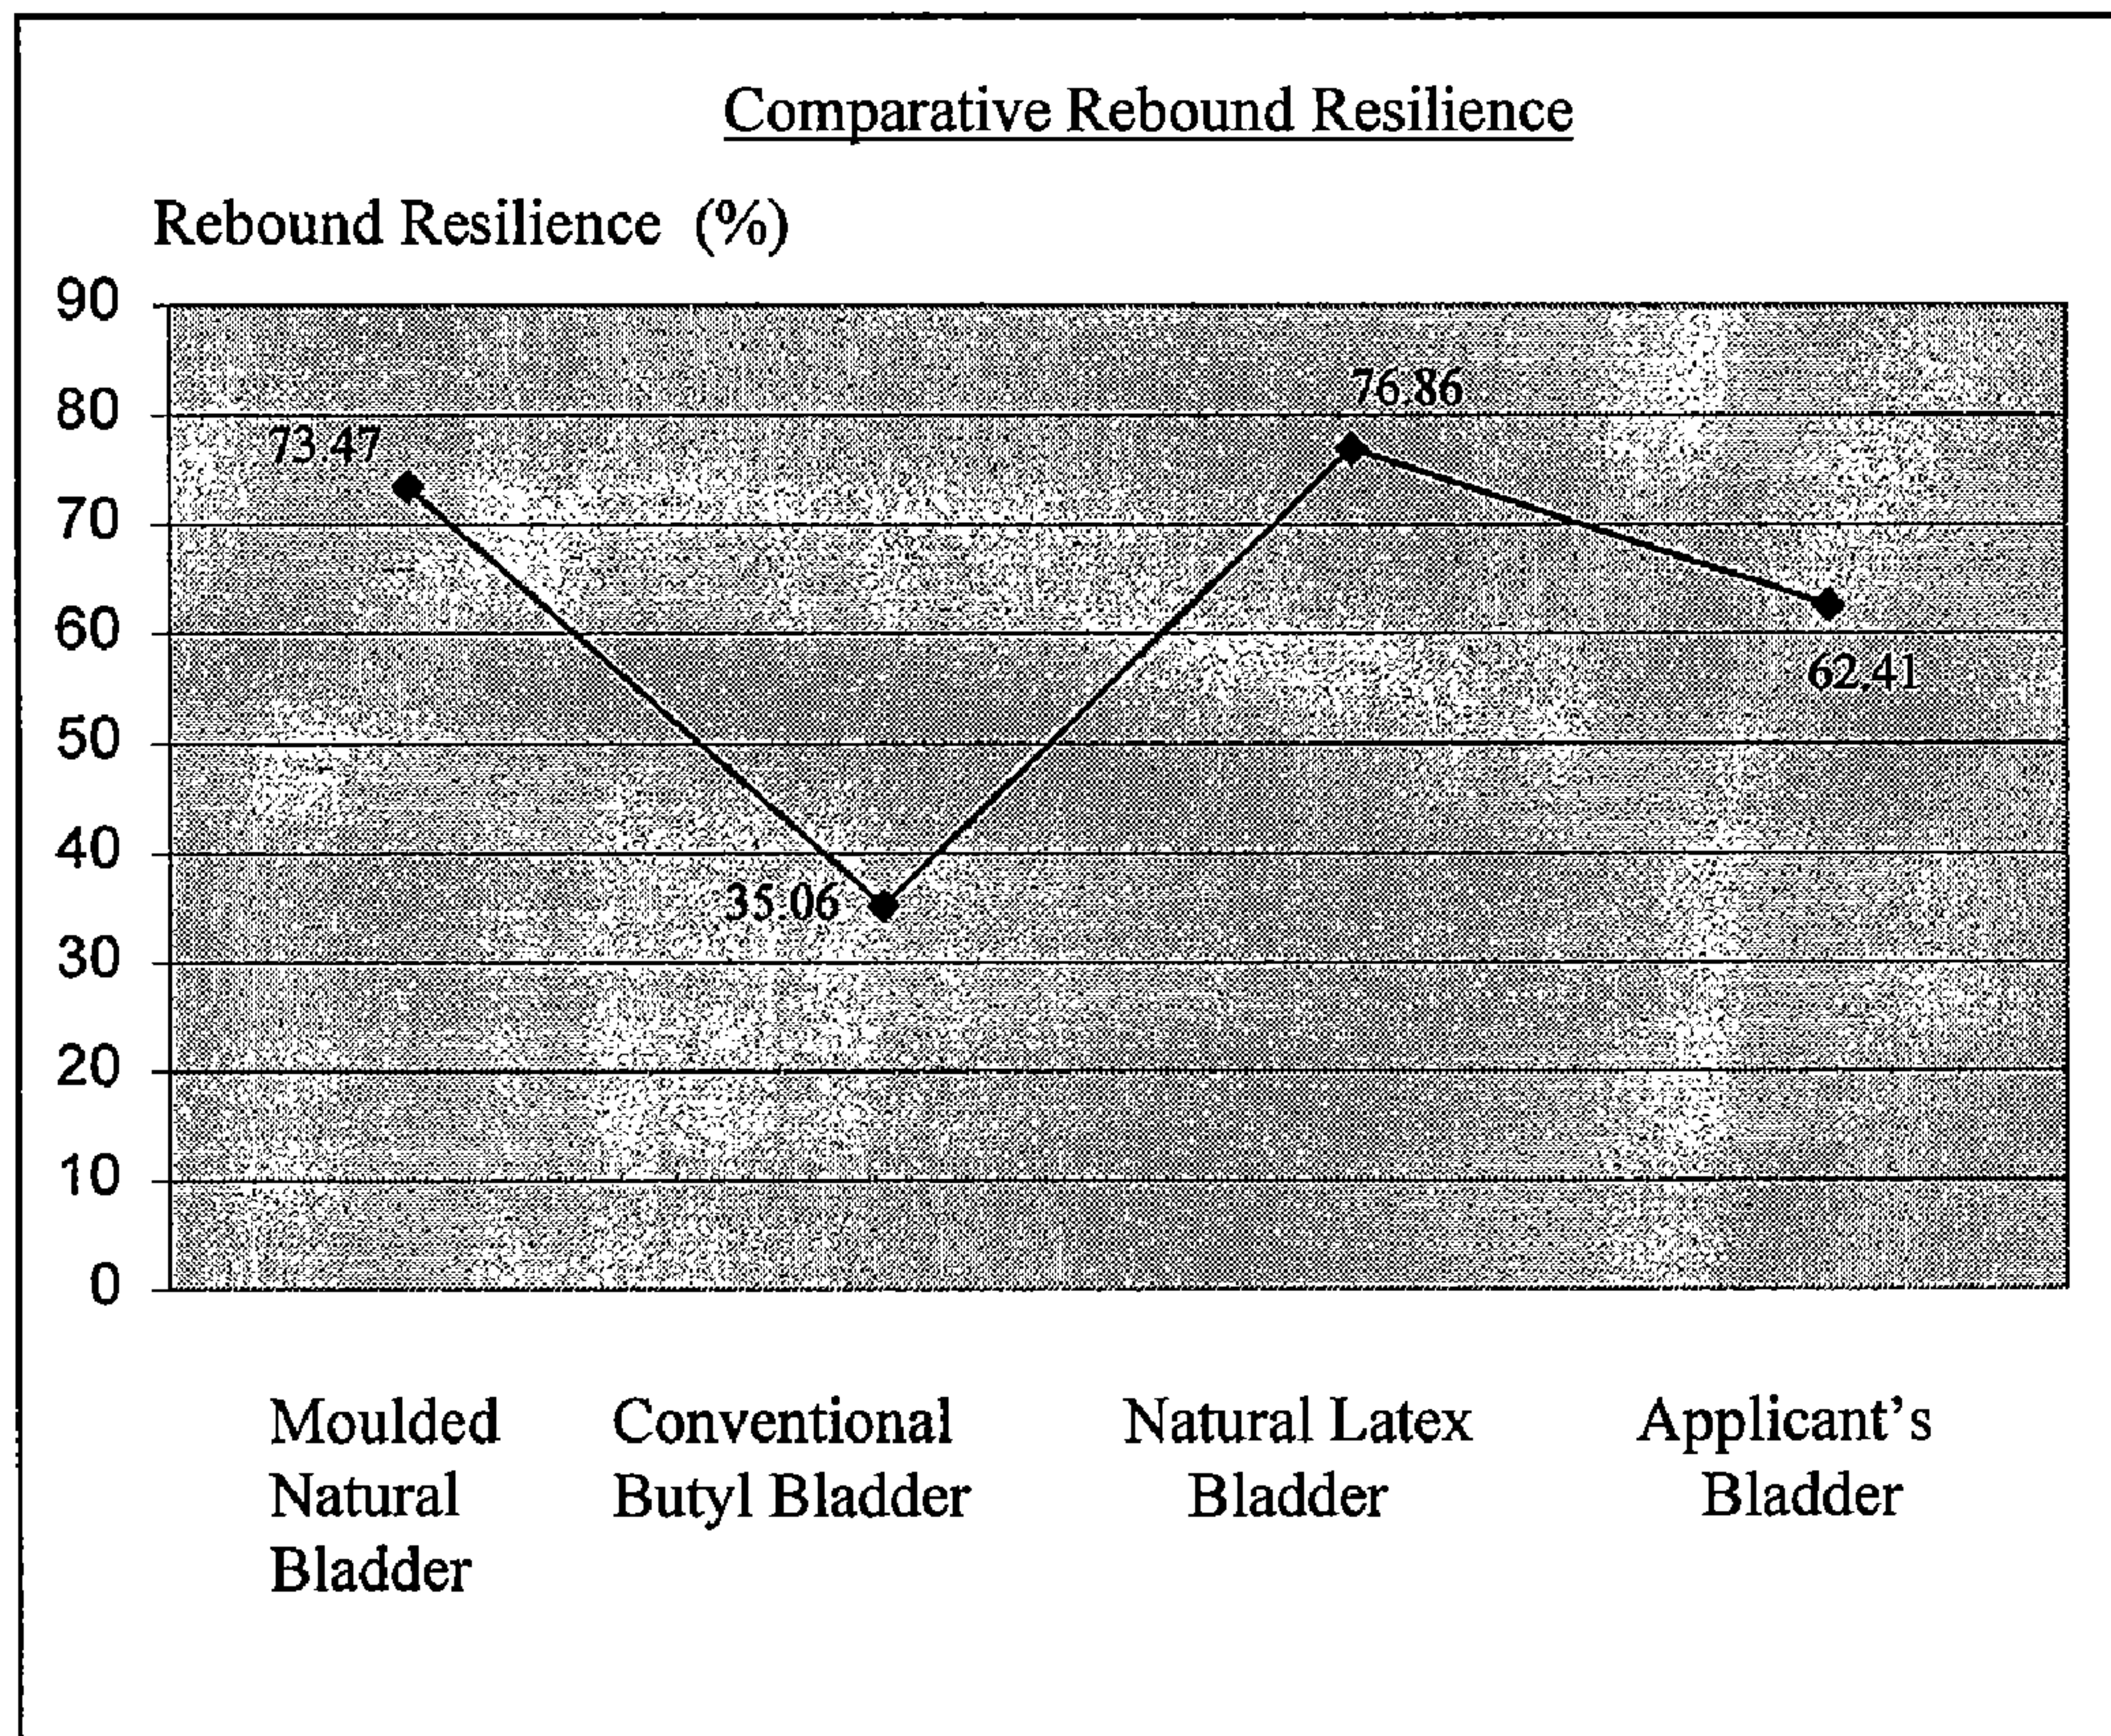 Comparative Rebound Resilience
Rebound Resilience (%)
90
80
70
60
50
40
30
20
10
0
73.47
35.06
76.86
62.41
Moulded
Natural
Bladder
Conventional
Butyl Bladder
Natural Latex
Bladder
Applicant’s
Bladder